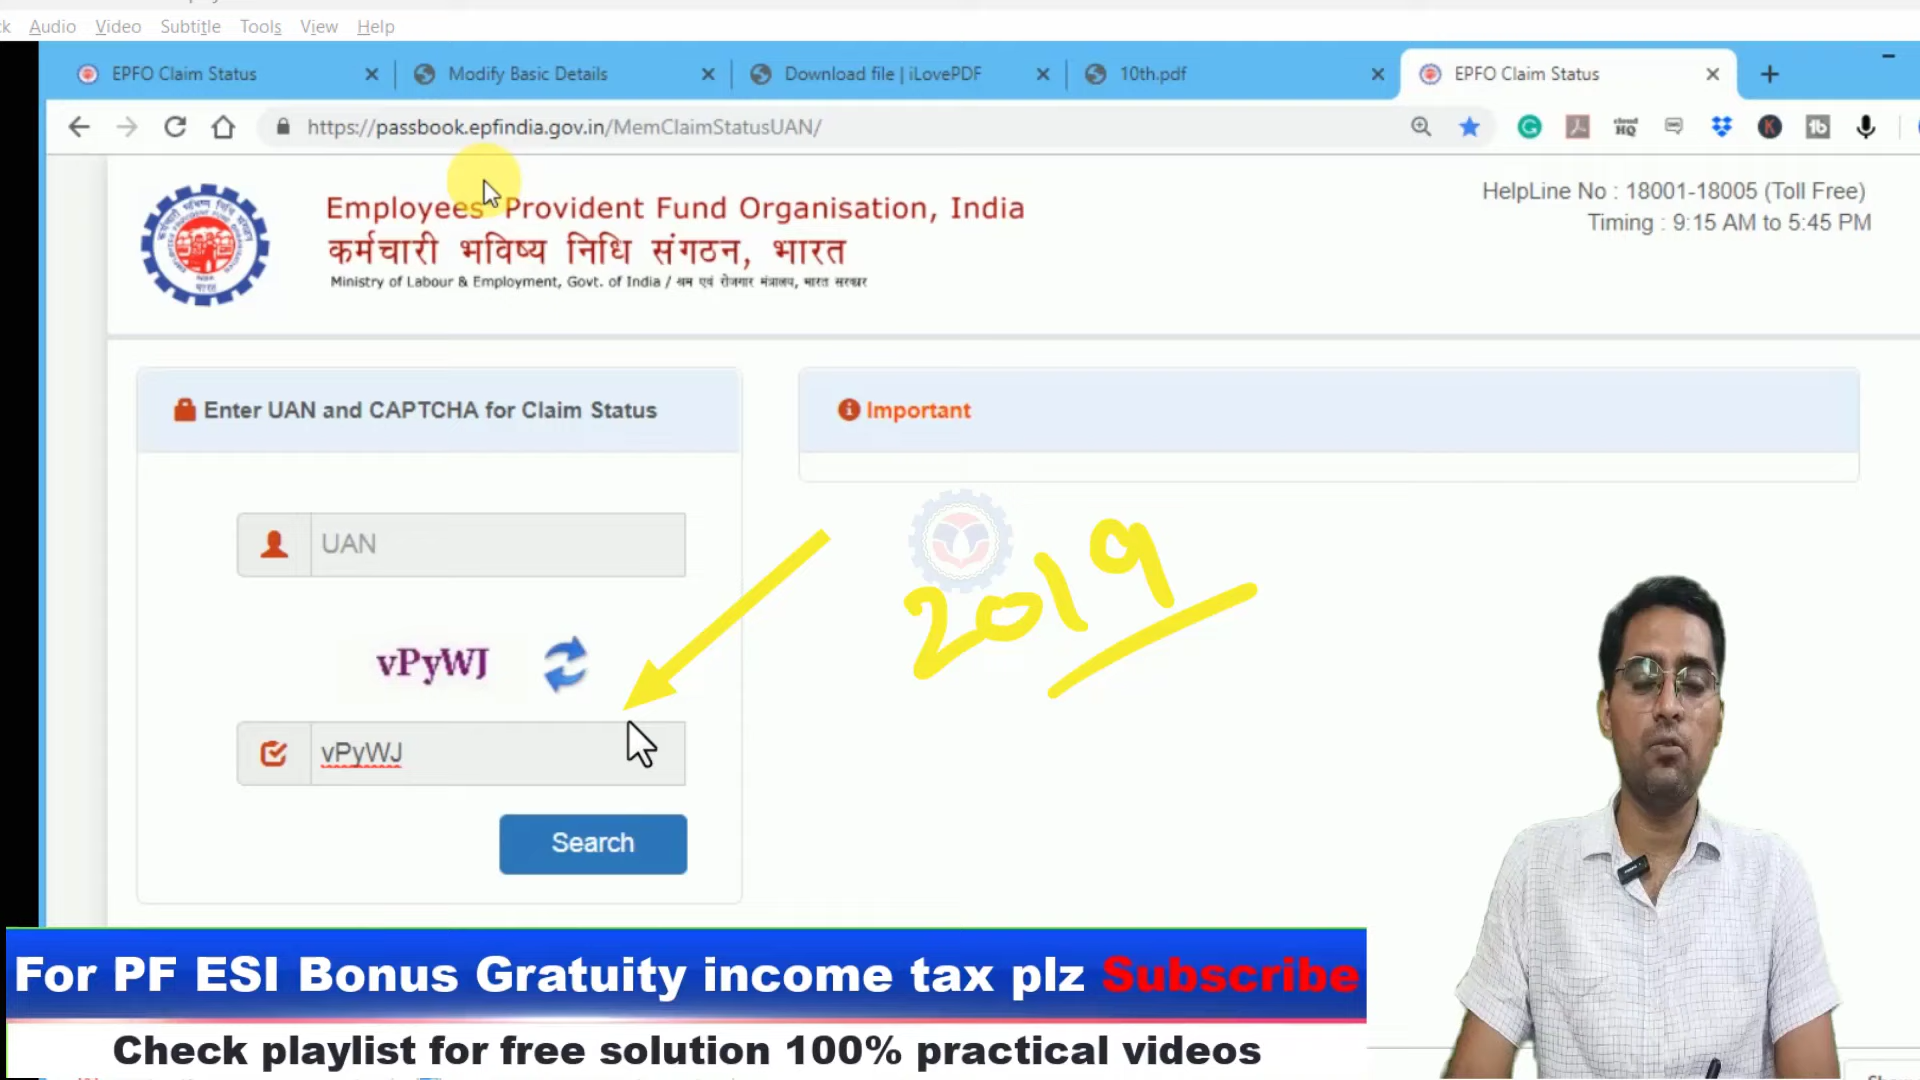 Audio Video Subtitle Tools View Help
EPFO Claim Status
Modify Basic Details
Download file | iLovePDF
10th.pdf
EPFO Claim Status
https://passbook.epfindia.gov.in/MemClaimStatusUAN/
Employees' Provident Fund Organisation, India
कर्मचारी भविष्य निधि संगठन, भारत
Ministry of Labour & Employment, Govt. of India / श्रम एवं रोजगार मंत्रालय, भारत सरकार
HelpLine No : 18001-18005 (Toll Free)
Timing : 9:15 AM to 5:45 PM
Enter UAN and CAPTCHA for Claim Status
Important
UAN
vPyWJ
vPyWJ
Search
2019
For PF ESI Bonus Gratuity income tax plz Subscribe
Check playlist for free solution 100% practical videos